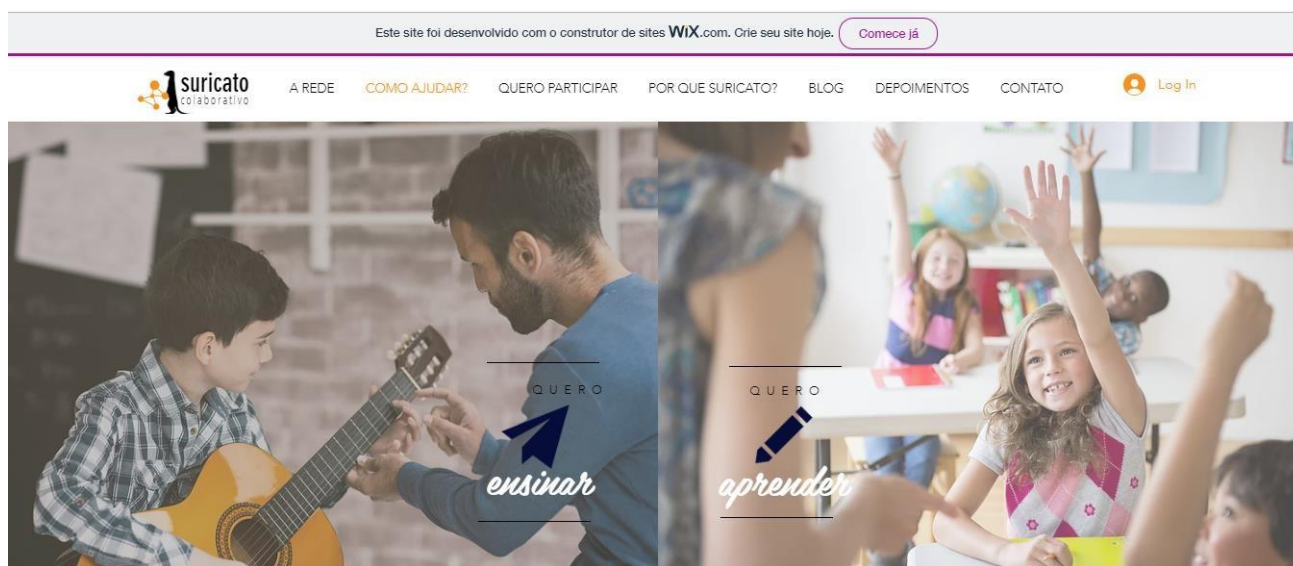 Este site foi desenvolvido com o construtor de sites WiX.com. Crie seu site hoje. Comece já
suricato
colaborativo
A REDE COMO AJUDAR? QUERO PARTICIPAR POR QUE SURICATO? BLOG DEPOIMENTOS CONTATO Log In
QUERO
ensinar
QUERO
aprender